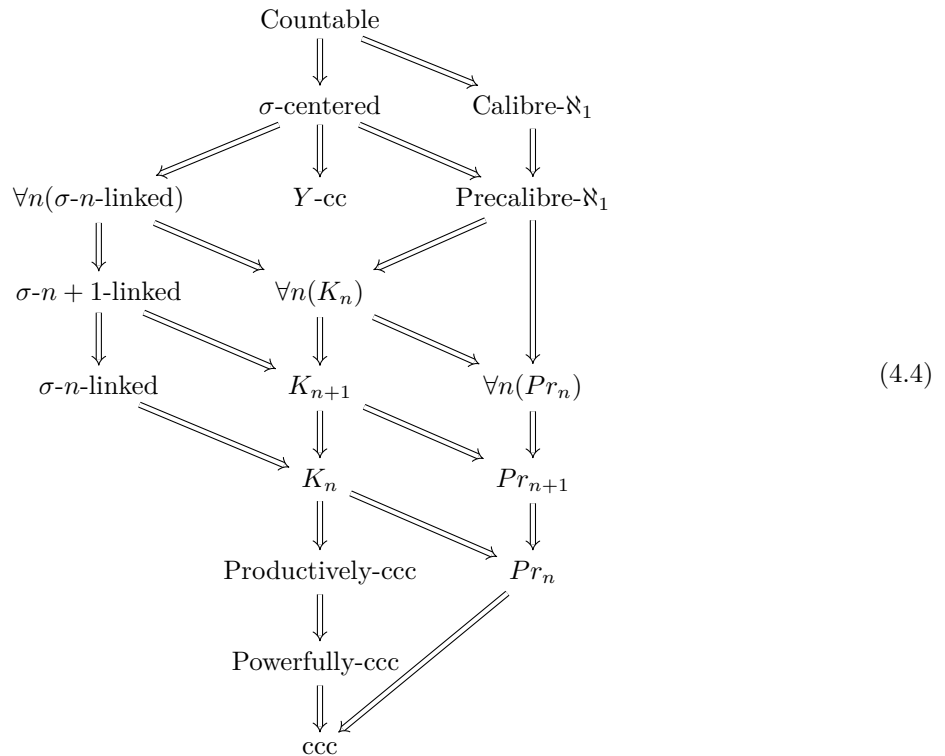 Countable
σ-centered Calibre-ℵ₁
∀n(σ-n-linked) Y-cc Precalibre-ℵ₁
σ-n + 1-linked ∀n(Kₙ)
σ-n-linked Kₙ₊₁ ∀n(Prₙ) (4.4)
Kₙ Prₙ₊₁
Productively-ccc Prₙ
Powerfully-ccc
ccc